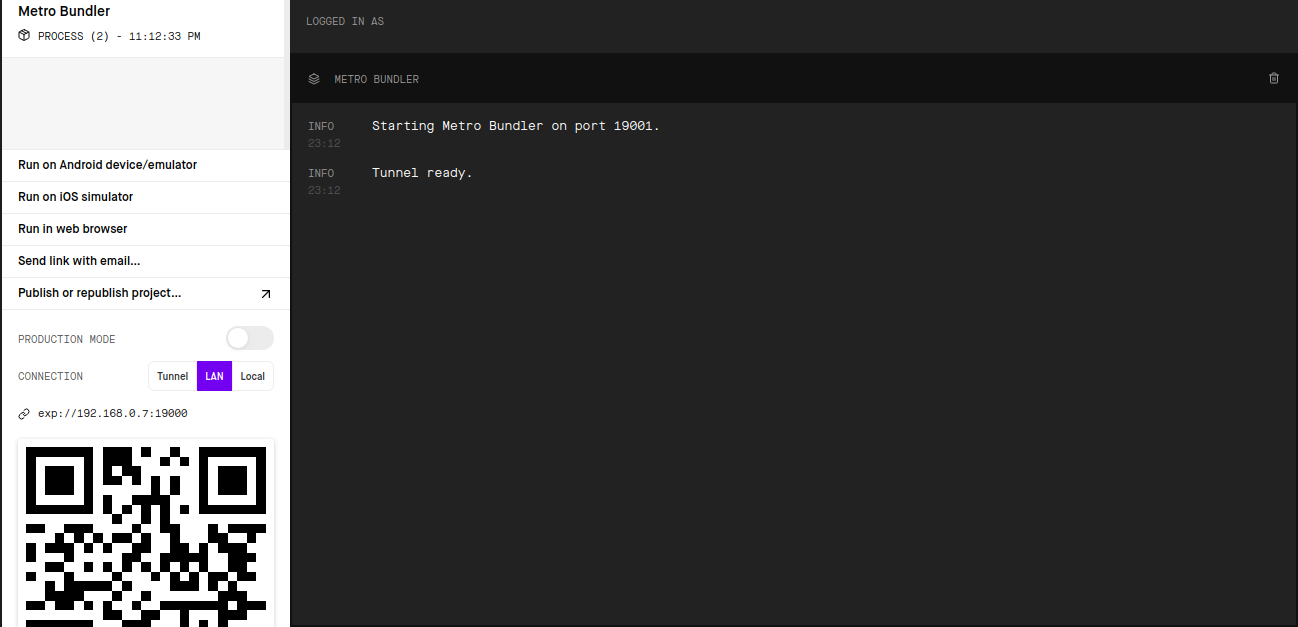 Metro Bundler
PROCESS (2) - 11:12:33 PM
Run on Android device/emulator
Run on iOS simulator
Run in web browser
Send link with email...
Publish or republish project...
PRODUCTION MODE
CONNECTION Tunnel LAN Local
exp://192.168.0.7:19000
LOGGED IN AS
METRO BUNDLER
INFO Starting Metro Bundler on port 19001.
23:12
INFO Tunnel ready.
23:12